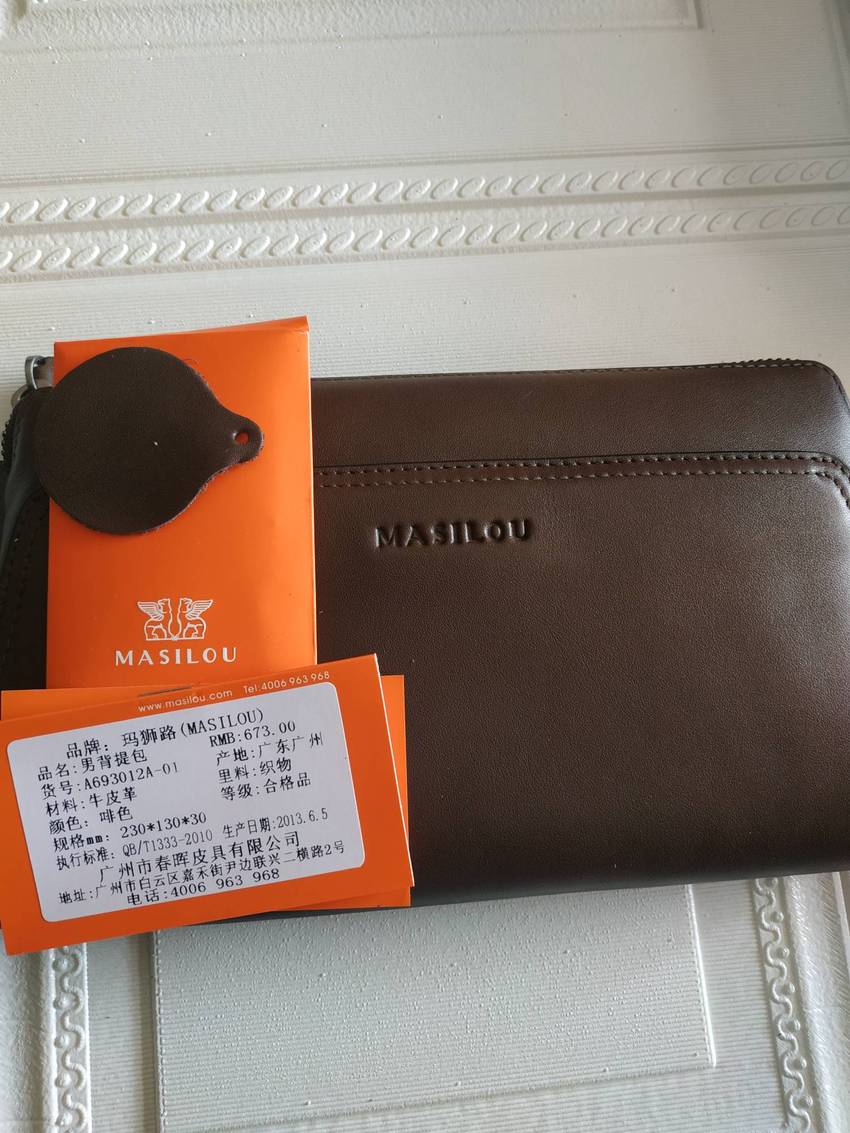 MASILOU
MASILOU
www.masilou.com Tel:4006 963 968
品牌: 玛狮路(MASILOU)
品名:男背提包 RMB:673.00
货号:A693012A-01 产地:广东广州
材料:牛皮革 里料:织物
颜色: 啡色 等级:合格品
规格mm: 230*130*30
执行标准: QB/T1333-2010 生产日期:2013.6.5
广州市春晖皮具有限公司
地址:广州市白云区嘉禾街尹边联兴二横路2号
电话:4006 963 968